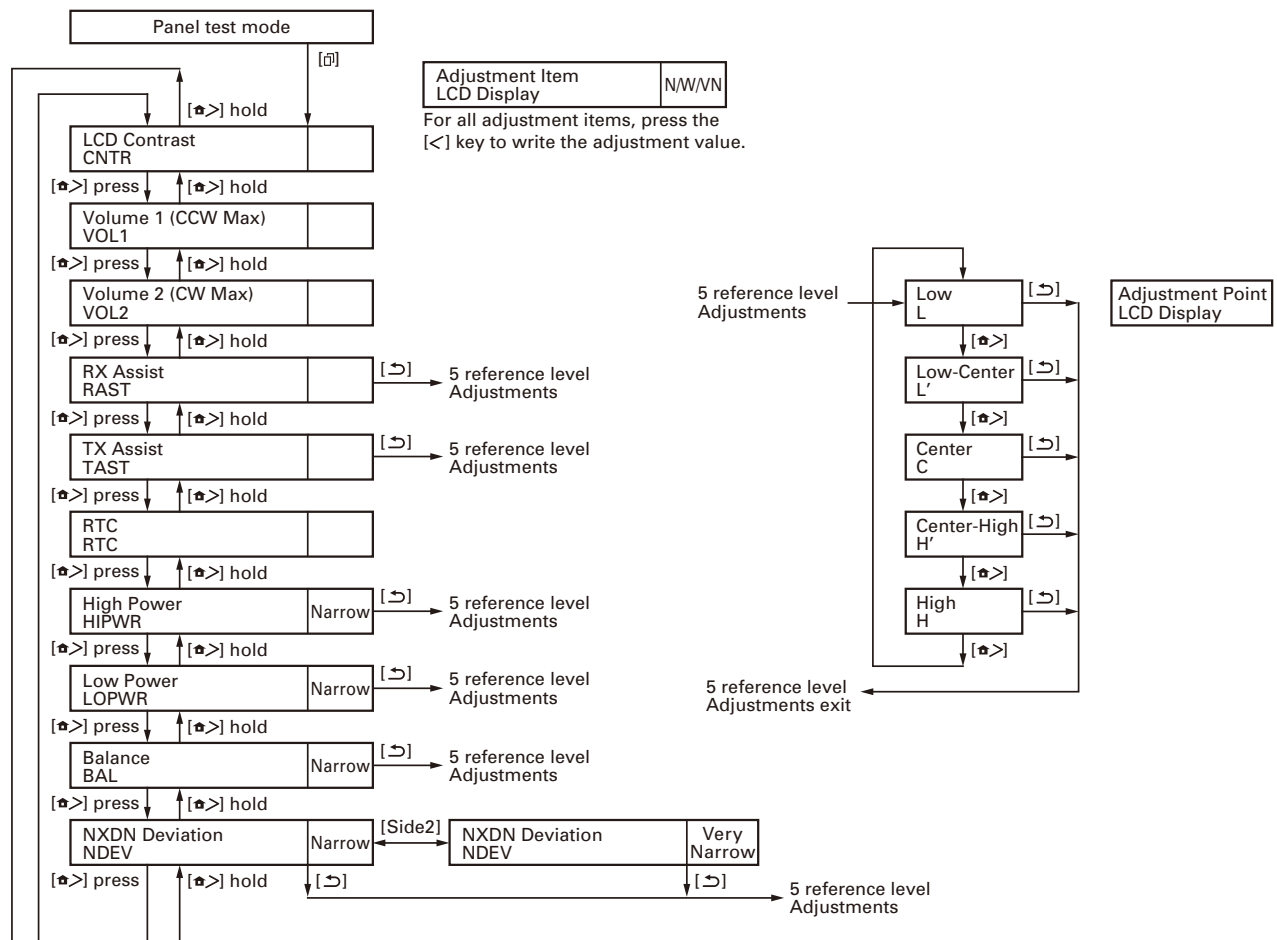 Panel test mode
[⧉]
[🏠>] hold
Adjustment Item
LCD Display
N/W/VN
For all adjustment items, press the
[<] key to write the adjustment value.
LCD Contrast
CNTR
[🏠>] press
[🏠>] hold
Volume 1 (CCW Max)
VOL1
[🏠>] press
[🏠>] hold
Volume 2 (CW Max)
VOL2
[🏠>] press
[🏠>] hold
RX Assist
RAST
[⮌]
5 reference level
Adjustments
[🏠>] press
[🏠>] hold
TX Assist
TAST
[⮌]
5 reference level
Adjustments
[🏠>] press
[🏠>] hold
RTC
RTC
[🏠>] press
[🏠>] hold
High Power
HIPWR
Narrow
[⮌]
5 reference level
Adjustments
[🏠>] press
[🏠>] hold
Low Power
LOPWR
Narrow
[⮌]
5 reference level
Adjustments
[🏠>] press
[🏠>] hold
Balance
BAL
Narrow
[⮌]
5 reference level
Adjustments
[🏠>] press
[🏠>] hold
NXDN Deviation
NDEV
Narrow
[Side2]
NXDN Deviation
NDEV
Very
Narrow
[🏠>] press
[🏠>] hold
[⮌]
[⮌]
5 reference level
Adjustments
5 reference level
Adjustments
Low
L
[⮌]
Adjustment Point
LCD Display
[🏠>]
Low-Center
L′
[⮌]
[🏠>]
Center
C
[⮌]
[🏠>]
Center-High
H′
[⮌]
[🏠>]
High
H
[⮌]
[🏠>]
5 reference level
Adjustments exit